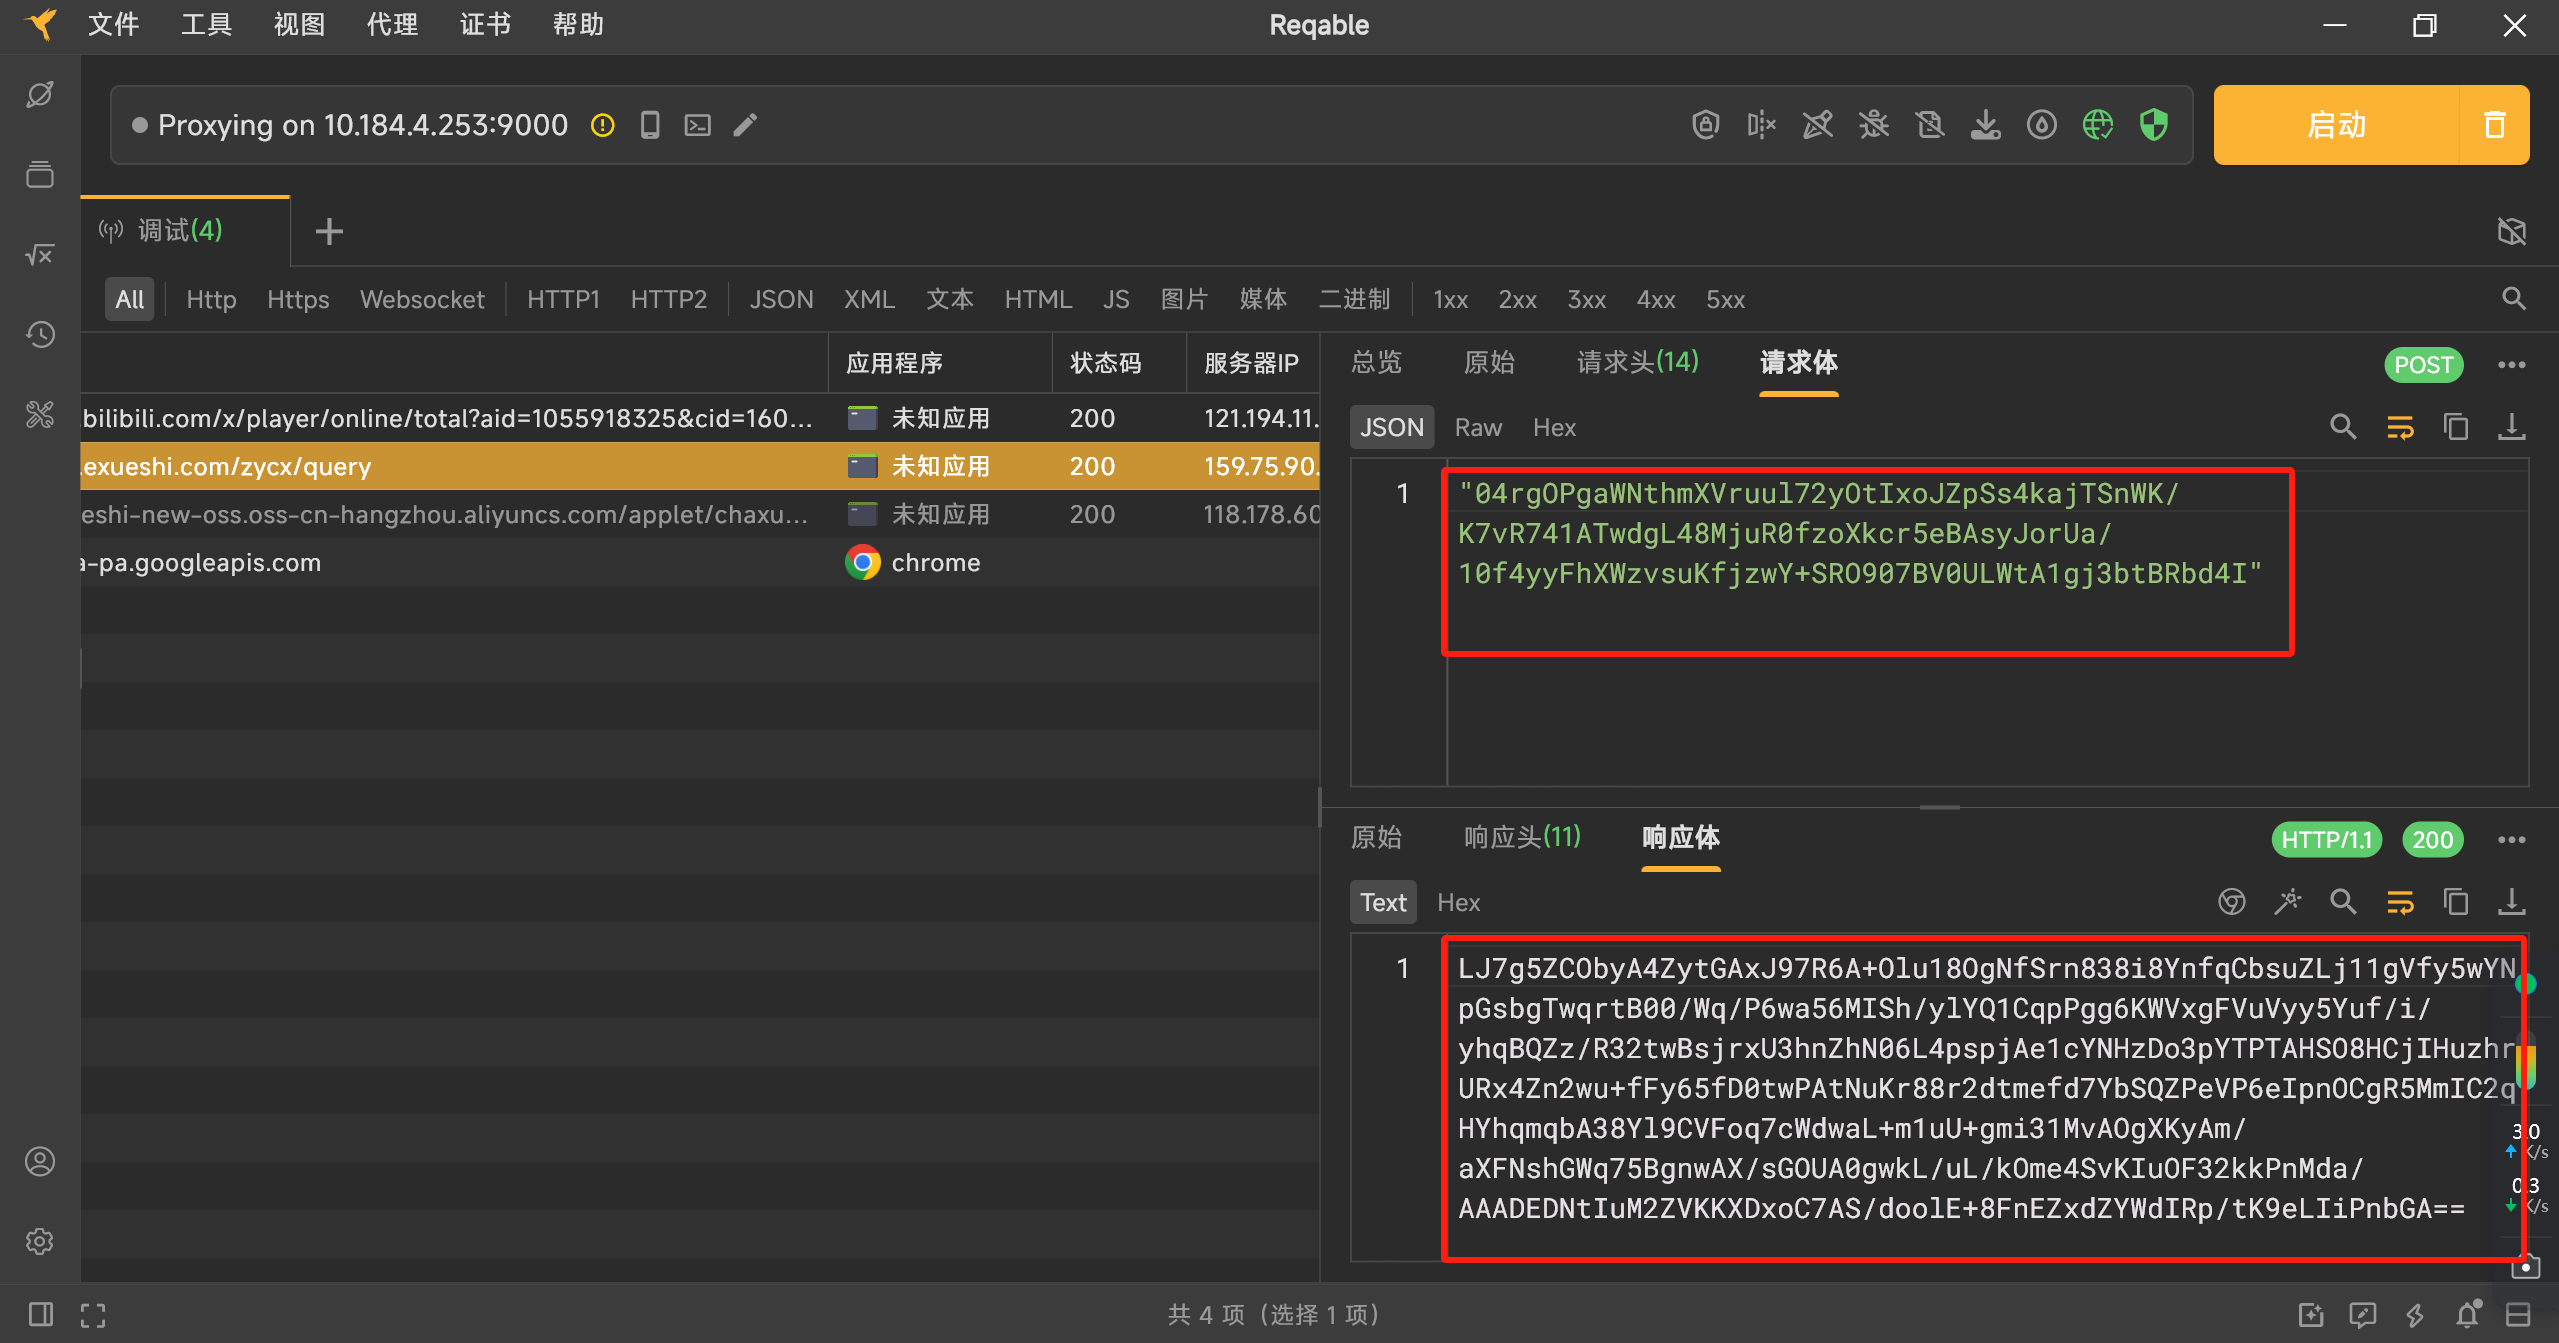 文件 工具 视图 代理 证书 帮助 Reqable
Proxying on 10.184.4.253:9000 启动
调试(4)
All Http Https Websocket HTTP1 HTTP2 JSON XML 文本 HTML JS 图片 媒体 二进制 1xx 2xx 3xx 4xx 5xx
应用程序 状态码 服务器IP
.bilibili.com/x/player/online/total?aid=1055918325&cid=160... 未知应用 200 121.194.11.
.exueshi.com/zycx/query 未知应用 200 159.75.90.
eshi-new-oss.oss-cn-hangzhou.aliyuncs.com/applet/chaxu... 未知应用 200 118.178.60
a-pa.googleapis.com chrome
总览 原始 请求头(14) 请求体 POST
JSON Raw Hex
1 "04rgOPgaWNthmXVruul72yOtIxoJZpSs4kajTSnWK/
K7vR741ATwdgL48MjuR0fzoXkcr5eBAsyJorUa/
10f4yyFhXWzvsuKfjzwY+SRO907BV0ULWtA1gj3btBRbd4I"
原始 响应头(11) 响应体 HTTP/1.1 200
Text Hex
1 LJ7g5ZCObyA4ZytGAxJ97R6A+Olu18OgNfSrn838i8YnfqCbsuZLj11gVfy5wYN
pGsbgTwqrtB00/Wq/P6wa56MISh/ylYQ1CqpPgg6KWVxgFVuVyy5Yuf/i/
yhqBQZz/R32twBsjrxU3hnZhN06L4pspjAe1cYNHzDo3pYTPTAHSO8HCjIHuzhr
URx4Zn2wu+fFy65fD0twPAtNuKr88r2dtmefd7YbSQZPeVP6eIpnOCgR5MmIC2q
HYhqmqbA38Yl9CVFoq7cWdwaL+m1uU+gmi31MvAOgXKyAm/
aXFNshGWq75BgnwAX/sGOUA0gwkL/uL/kOme4SvKIuOF32kkPnMda/
AAADEDNtIuM2ZVKKXDxoC7AS/doolE+8FnEZxdZYWdIRp/tK9eLIiPnbGA==
3.0
K/s
0.3
K/s
共 4 项 (选择 1 项)